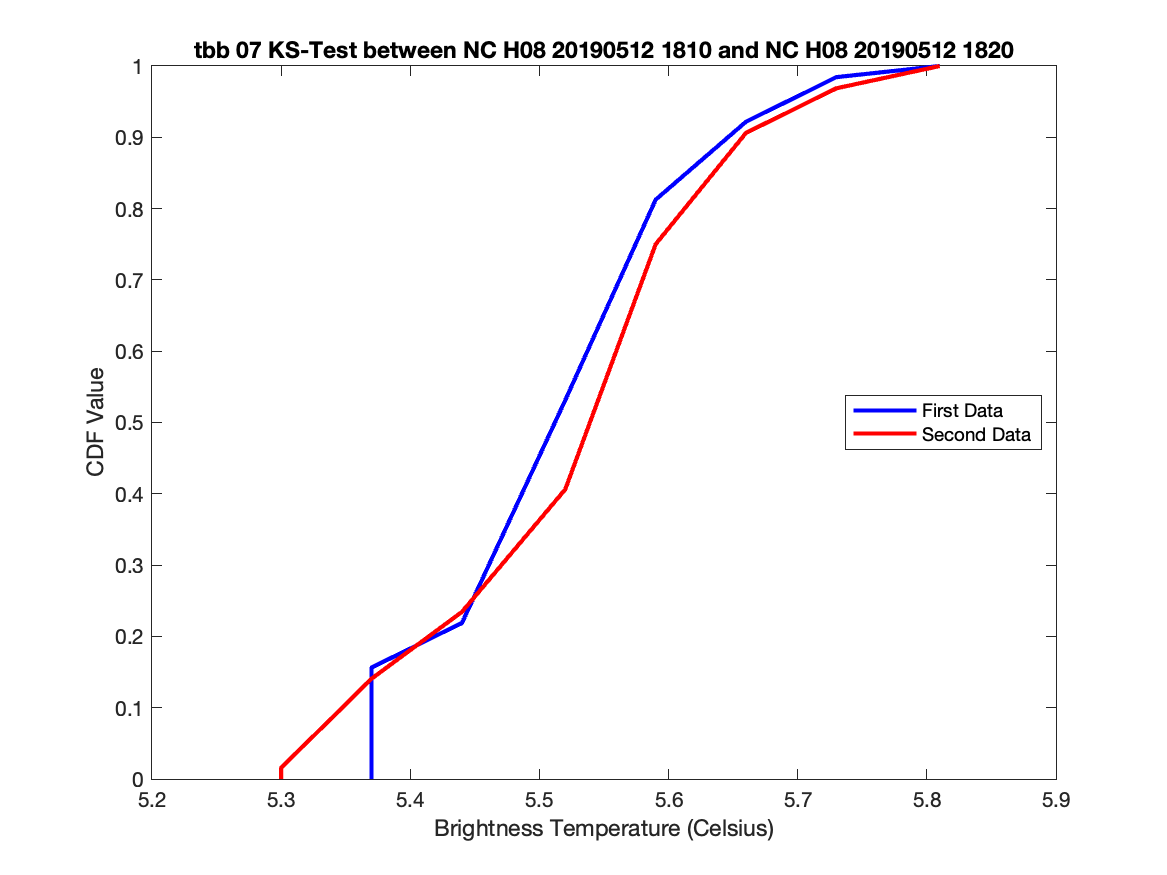 tbb 07 KS-Test between NC H08 20190512 1810 and NC H08 20190512 1820
1
0.9
0.8
0.7
0.6
0.5
0.4
0.3
0.2
0.1
0
CDF Value
First Data
Second Data
5.2 5.3 5.4 5.5 5.6 5.7 5.8 5.9
Brightness Temperature (Celsius)